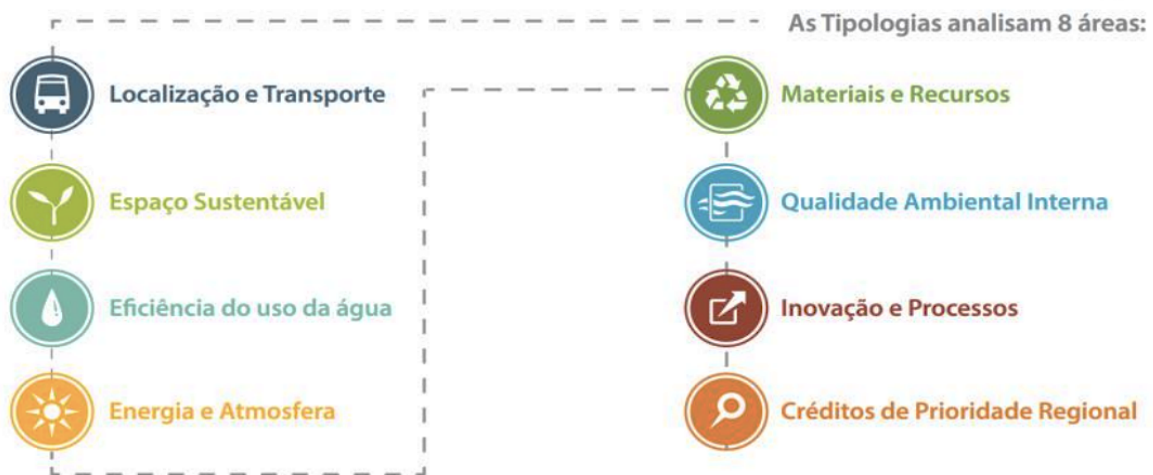 As Tipologias analisam 8 áreas:
Localização e Transporte
Espaço Sustentável
Eficiência do uso da água
Energia e Atmosfera
Materiais e Recursos
Qualidade Ambiental Interna
Inovação e Processos
Créditos de Prioridade Regional